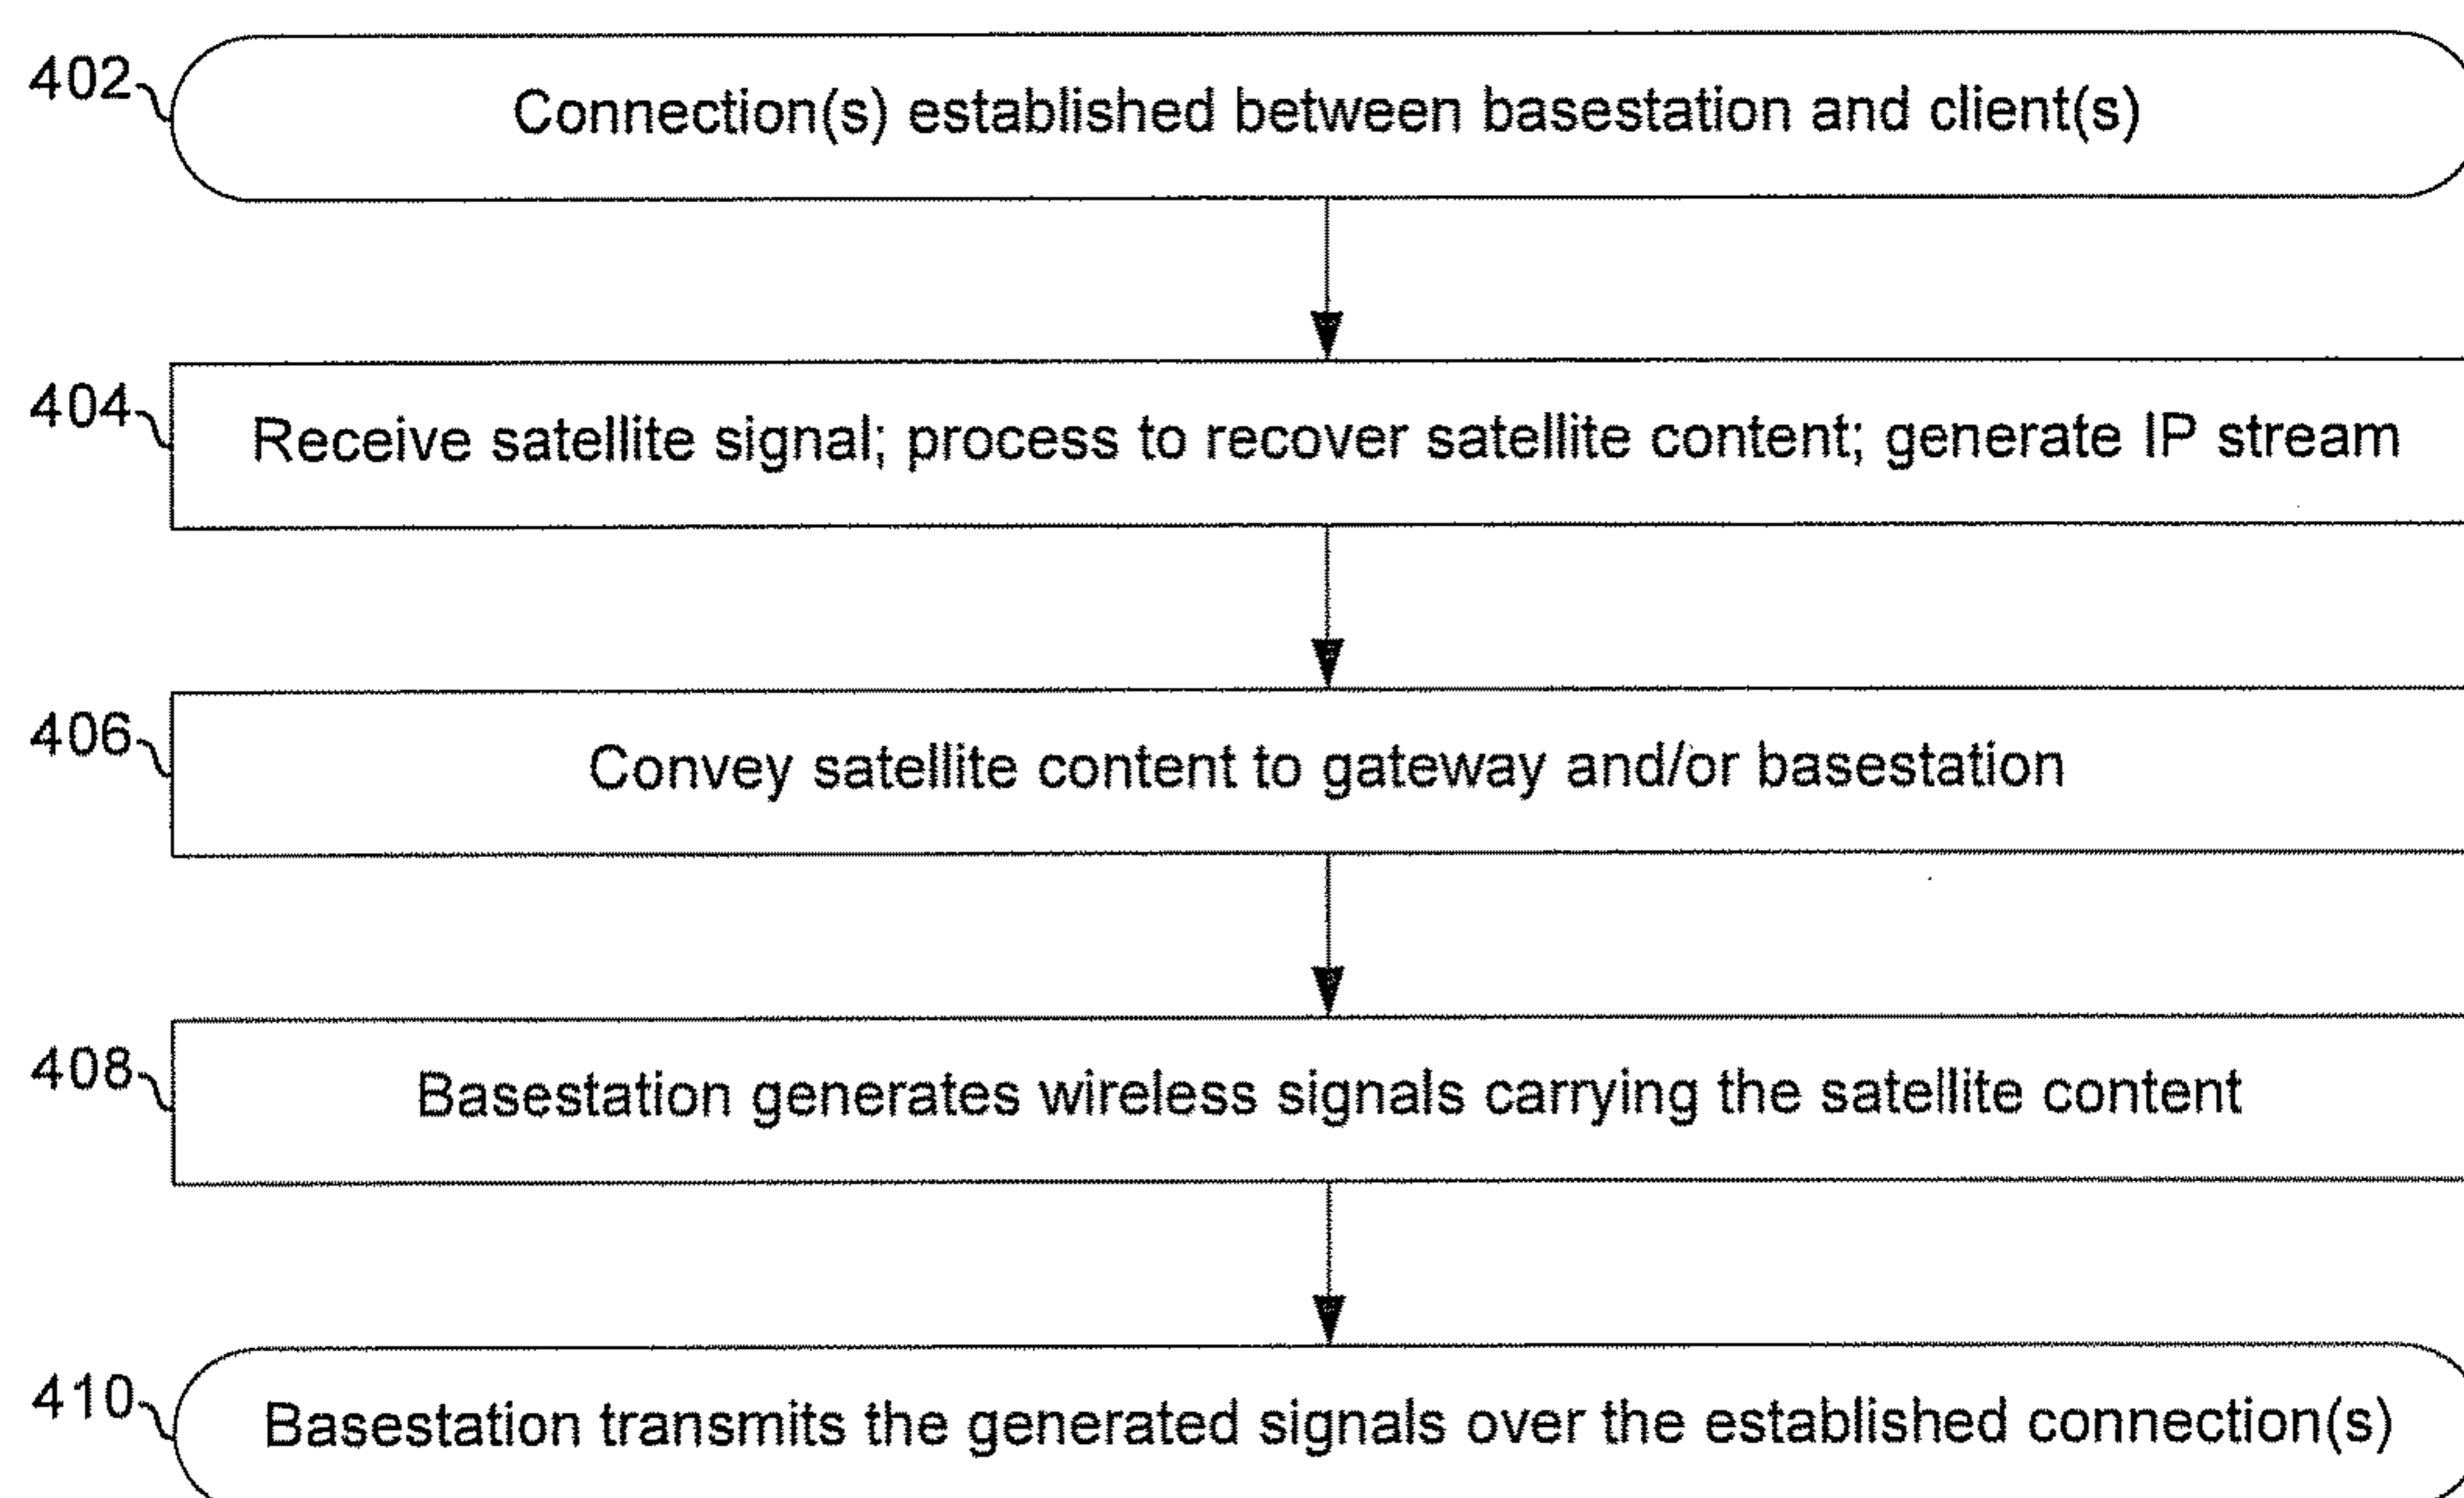 402 Connection(s) established between basestation and client(s)
404 Receive satellite signal; process to recover satellite content; generate IP stream
406 Convey satellite content to gateway and/or basestation
408 Basestation generates wireless signals carrying the satellite content
410 Basestation transmits the generated signals over the established connection(s)